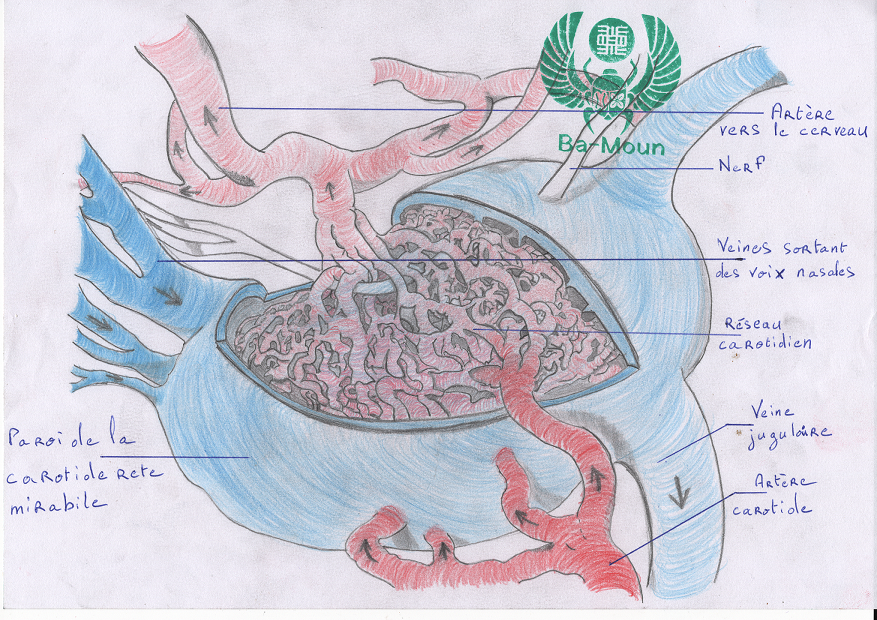 Artère
vers le cerveau
Ba-Moun
Nerf
Veines sortant
des voix nasales
Réseau
carotidien
Veine
jugulaire
Paroi de la
carotide rete
mirabile
Artère
carotide